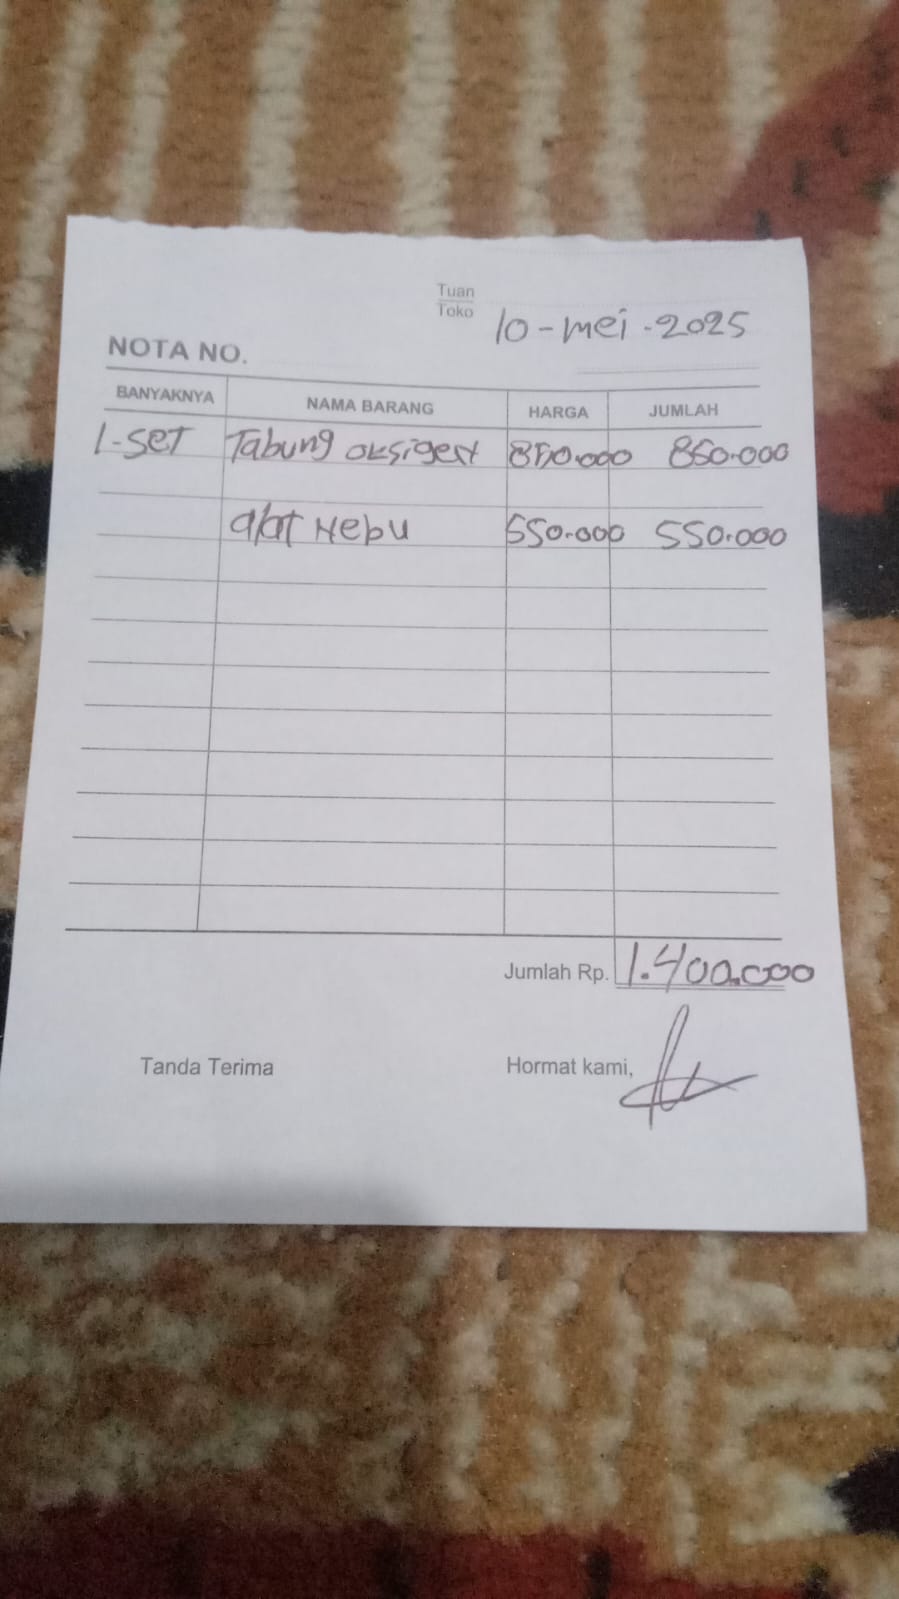 Tuan
Toko
10-mei-2025
NOTA NO.
BANYAKNYA NAMA BARANG HARGA JUMLAH
1-SET Tabung oksigen 850.000 850.000
alat Nebu 550.000 550.000
Jumlah Rp. 1.400.000
Tanda Terima Hormat kami,